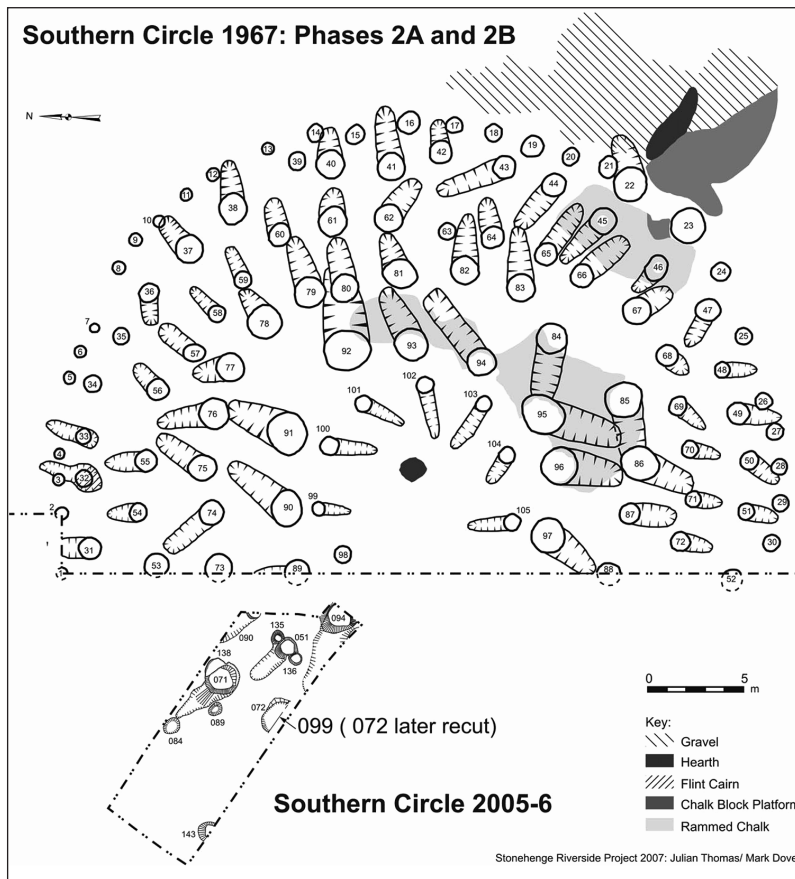 Southern Circle 1967: Phases 2A and 2B
N
14 15 16 17 18 19 20 21
13 39 40 41 42 43 22
12 38 44 23
11 61 62 45
10 37 60 63 64 65 66 46 24
9 59 79 80 81 82 83 67 47
8 36 58 78
7 35 57 92 93 94 84 68 25
6 77 48
5 34 56 101 102 103 95 85 26
76 91 69 49 27
33 100 104 70
4 55 75 96 86 50 28
3 32 71 29
2 54 74 90 99 105 87 51
1 31 98 97 72 30
53 73 89 88 52
094
090 135 051
138 136
071
072
089
084
099 ( 072 later recut)
143
Southern Circle 2005-6
0 5
m
Key:
Gravel
Hearth
Flint Cairn
Chalk Block Platform
Rammed Chalk
Stonehenge Riverside Project 2007: Julian Thomas/ Mark Dove